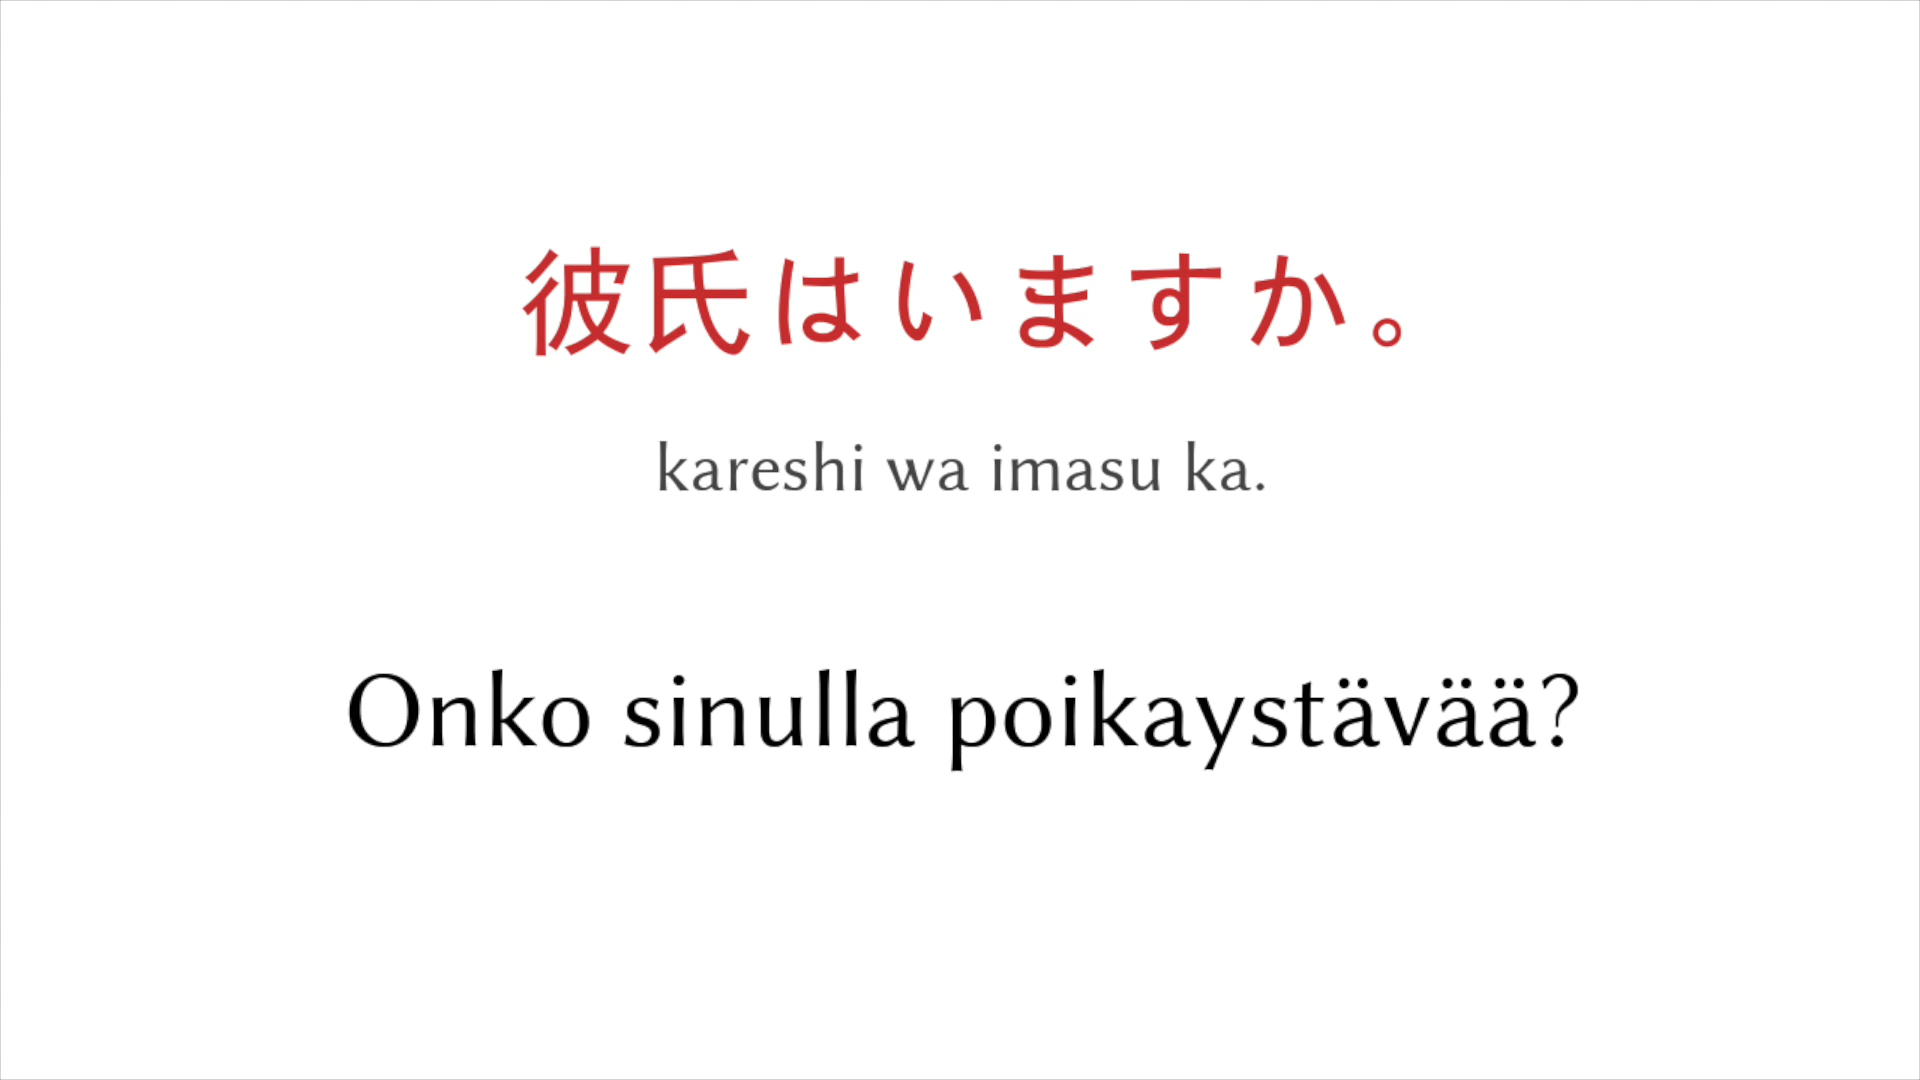 彼氏はいますか。
kareshi wa imasu ka.
Onko sinulla poikaystävää?